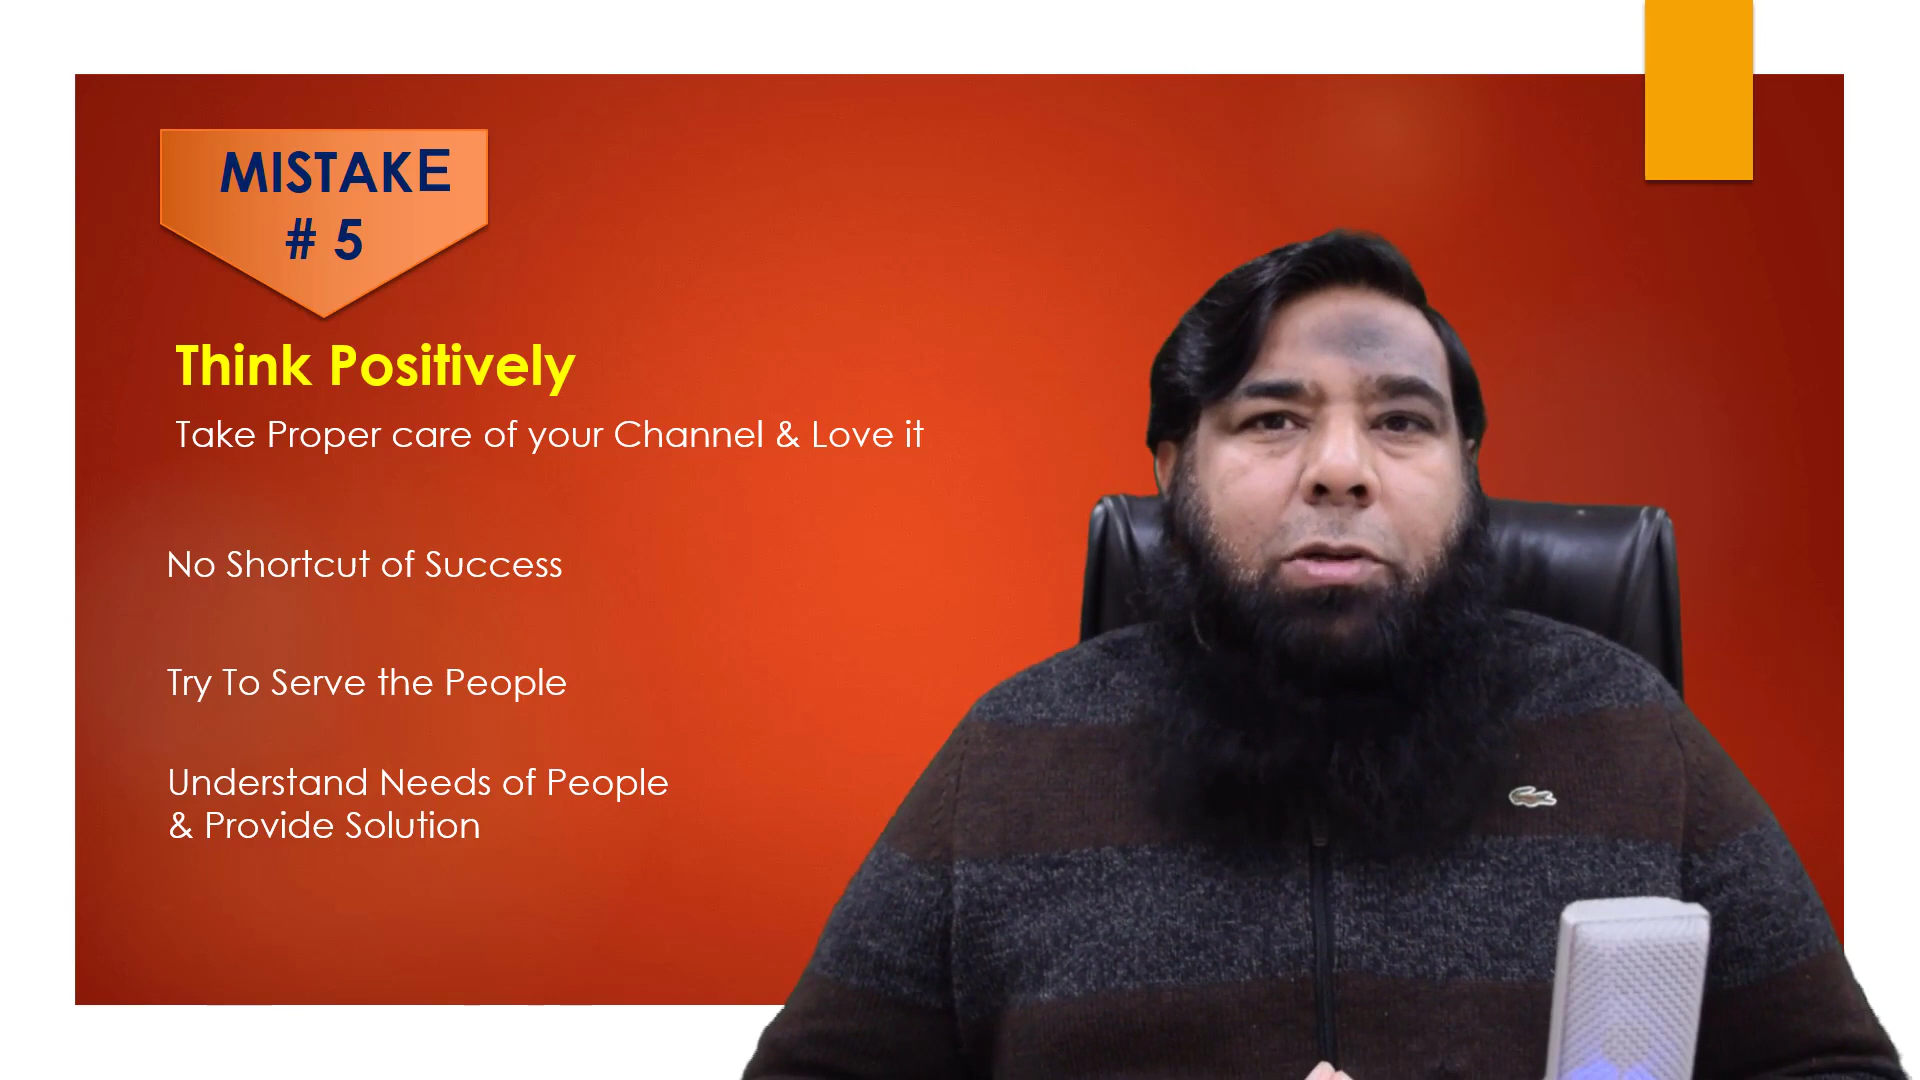 MISTAKE
# 5
Think Positively
Take Proper care of your Channel & Love it
No Shortcut of Success
Try To Serve the People
Understand Needs of People
& Provide Solution